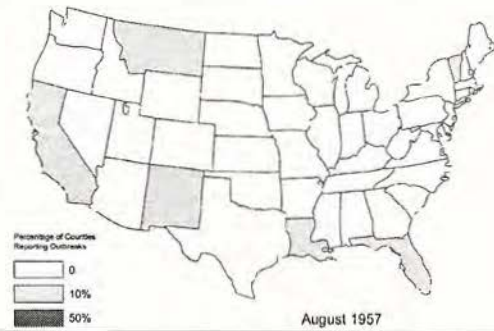 Percentage of Counties
Reporting Outbreaks
0
10%
50%
August 1957